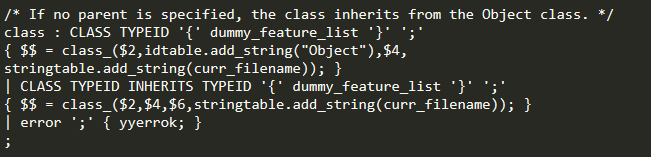 /* If no parent is specified, the class inherits from the Object class. */
class : CLASS TYPEID '{' dummy_feature_list '}' ';'
{ $$ = class_($2,idtable.add_string("Object"),$4,
stringtable.add_string(curr_filename)); }
| CLASS TYPEID INHERITS TYPEID '{' dummy_feature_list '}' ';'
{ $$ = class_($2,$4,$6,stringtable.add_string(curr_filename)); }
| error ';' { yyerrok; }
;